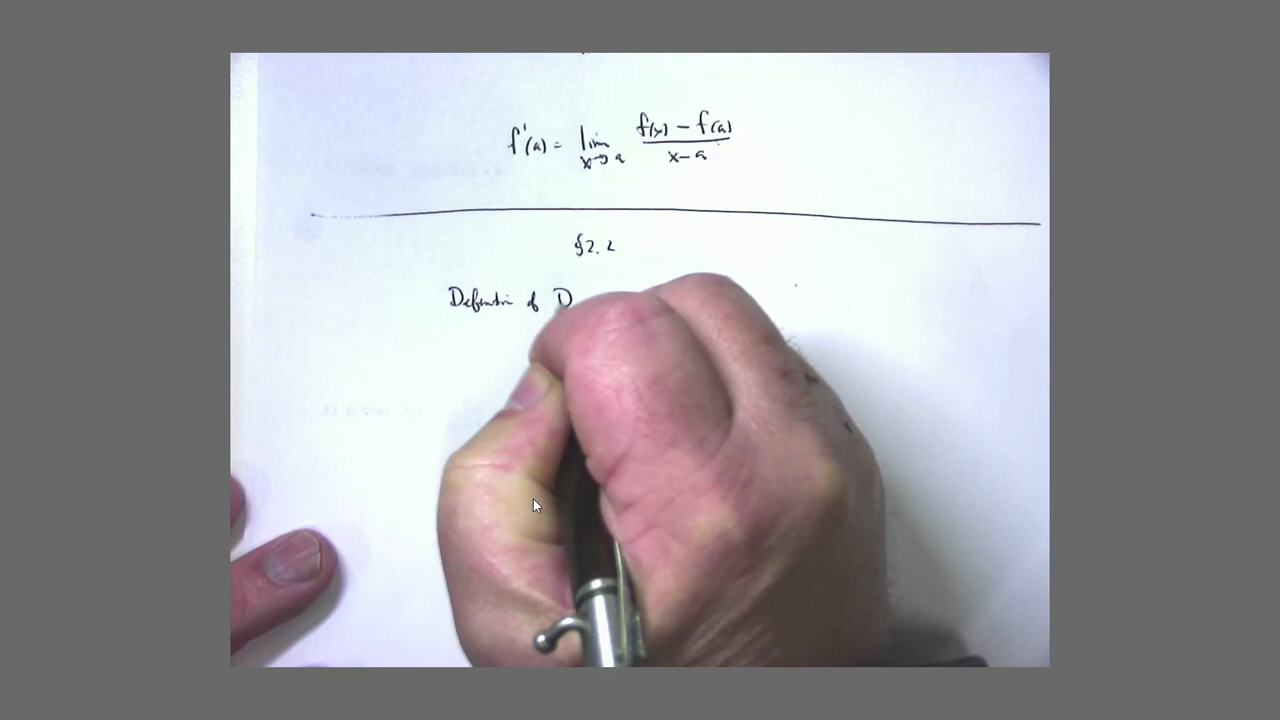 f'(a) = lim x→a f(x) − f(a) / x − a
§2.2
Definition of D